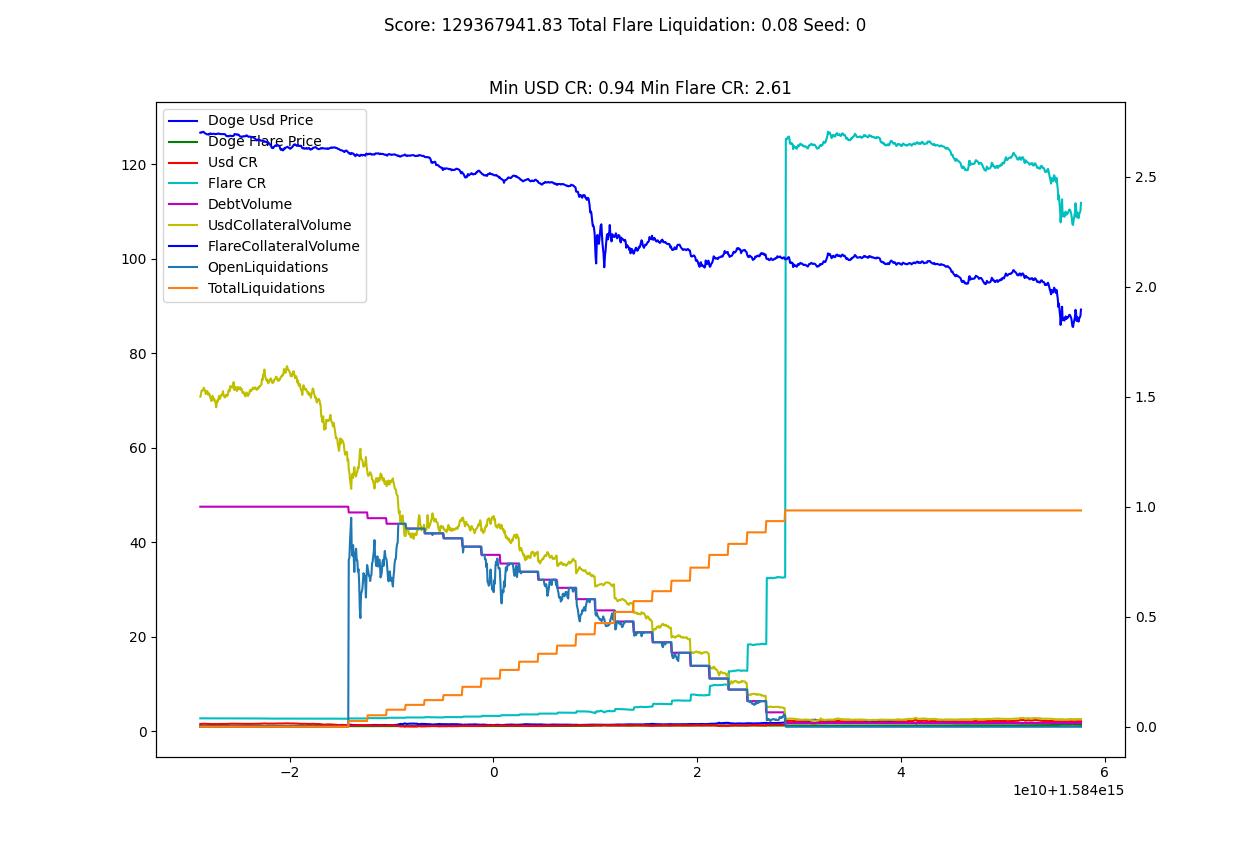 Score: 129367941.83 Total Flare Liquidation: 0.08 Seed: 0
Min USD CR: 0.94 Min Flare CR: 2.61
Doge Usd Price
Doge Flare Price
Usd CR
Flare CR
DebtVolume
UsdCollateralVolume
FlareCollateralVolume
OpenLiquidations
TotalLiquidations
120
100
80
60
40
20
0
2.5
2.0
1.5
1.0
0.5
0.0
−2
0
2
4
6
1e10+1.584e15